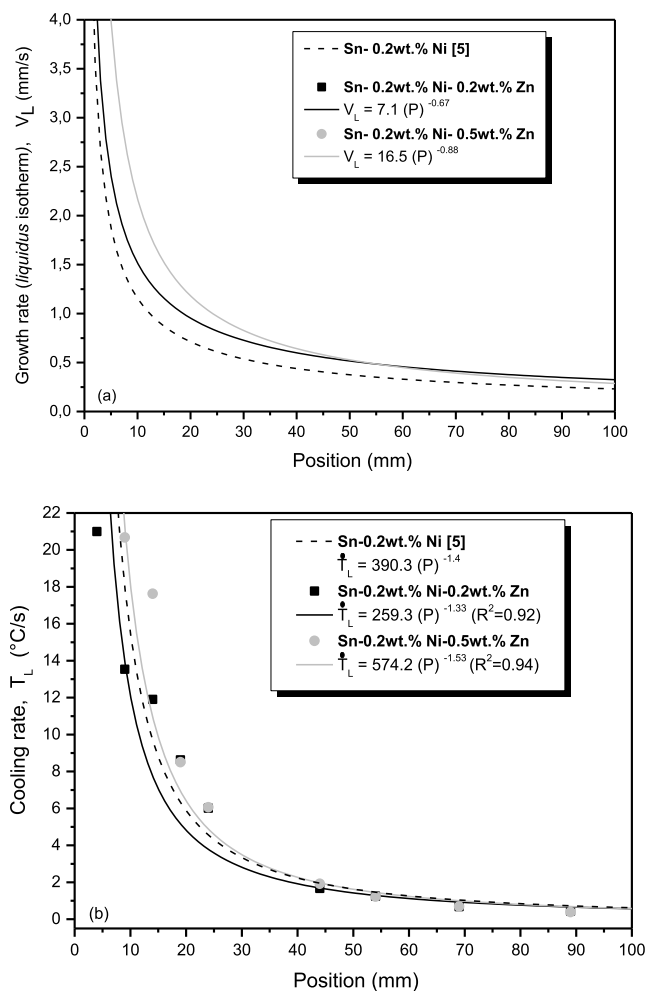 4,0
3,5
3,0
2,5
2,0
1,5
1,0
0,5
0,0
Growth rate (liquidus isotherm), V_L (mm/s)
Sn- 0.2wt.% Ni [5]
Sn- 0.2wt.% Ni- 0.2wt.% Zn
V_L = 7.1 (P) ^-0.67
Sn- 0.2wt.% Ni- 0.5wt.% Zn
V_L = 16.5 (P) ^-0.88
(a)
0 10 20 30 40 50 60 70 80 90 100
Position (mm)
22
20
18
16
14
12
10
8
6
4
2
0
Cooling rate, T_L (°C/s)
Sn-0.2wt.% Ni [5]
Ṫ_L = 390.3 (P) ^-1.4
Sn-0.2wt.% Ni-0.2wt.% Zn
Ṫ_L = 259.3 (P) ^-1.33 (R²=0.92)
Sn-0.2wt.% Ni-0.5wt.% Zn
Ṫ_L = 574.2 (P) ^-1.53 (R²=0.94)
(b)
0 10 20 30 40 50 60 70 80 90 100
Position (mm)